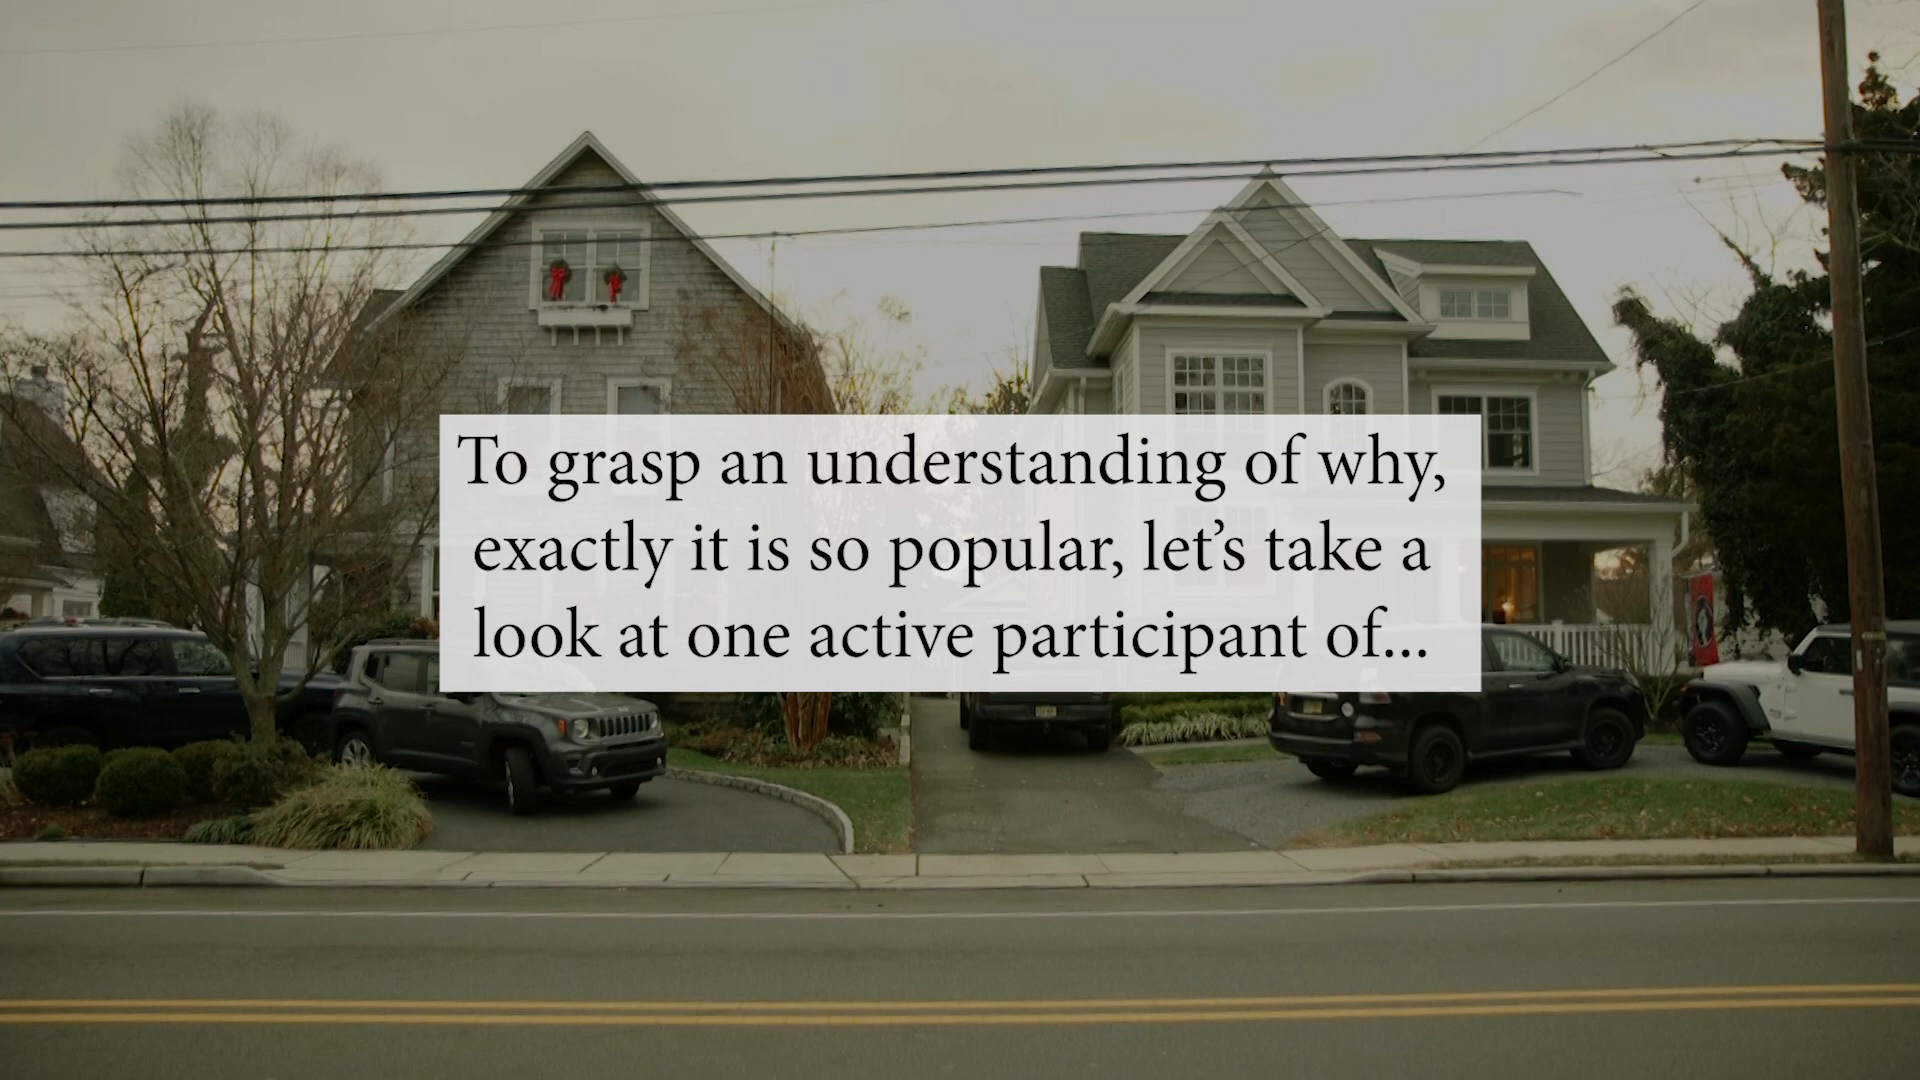 To grasp an understanding of why,
exactly it is so popular, let’s take a
look at one active participant of...